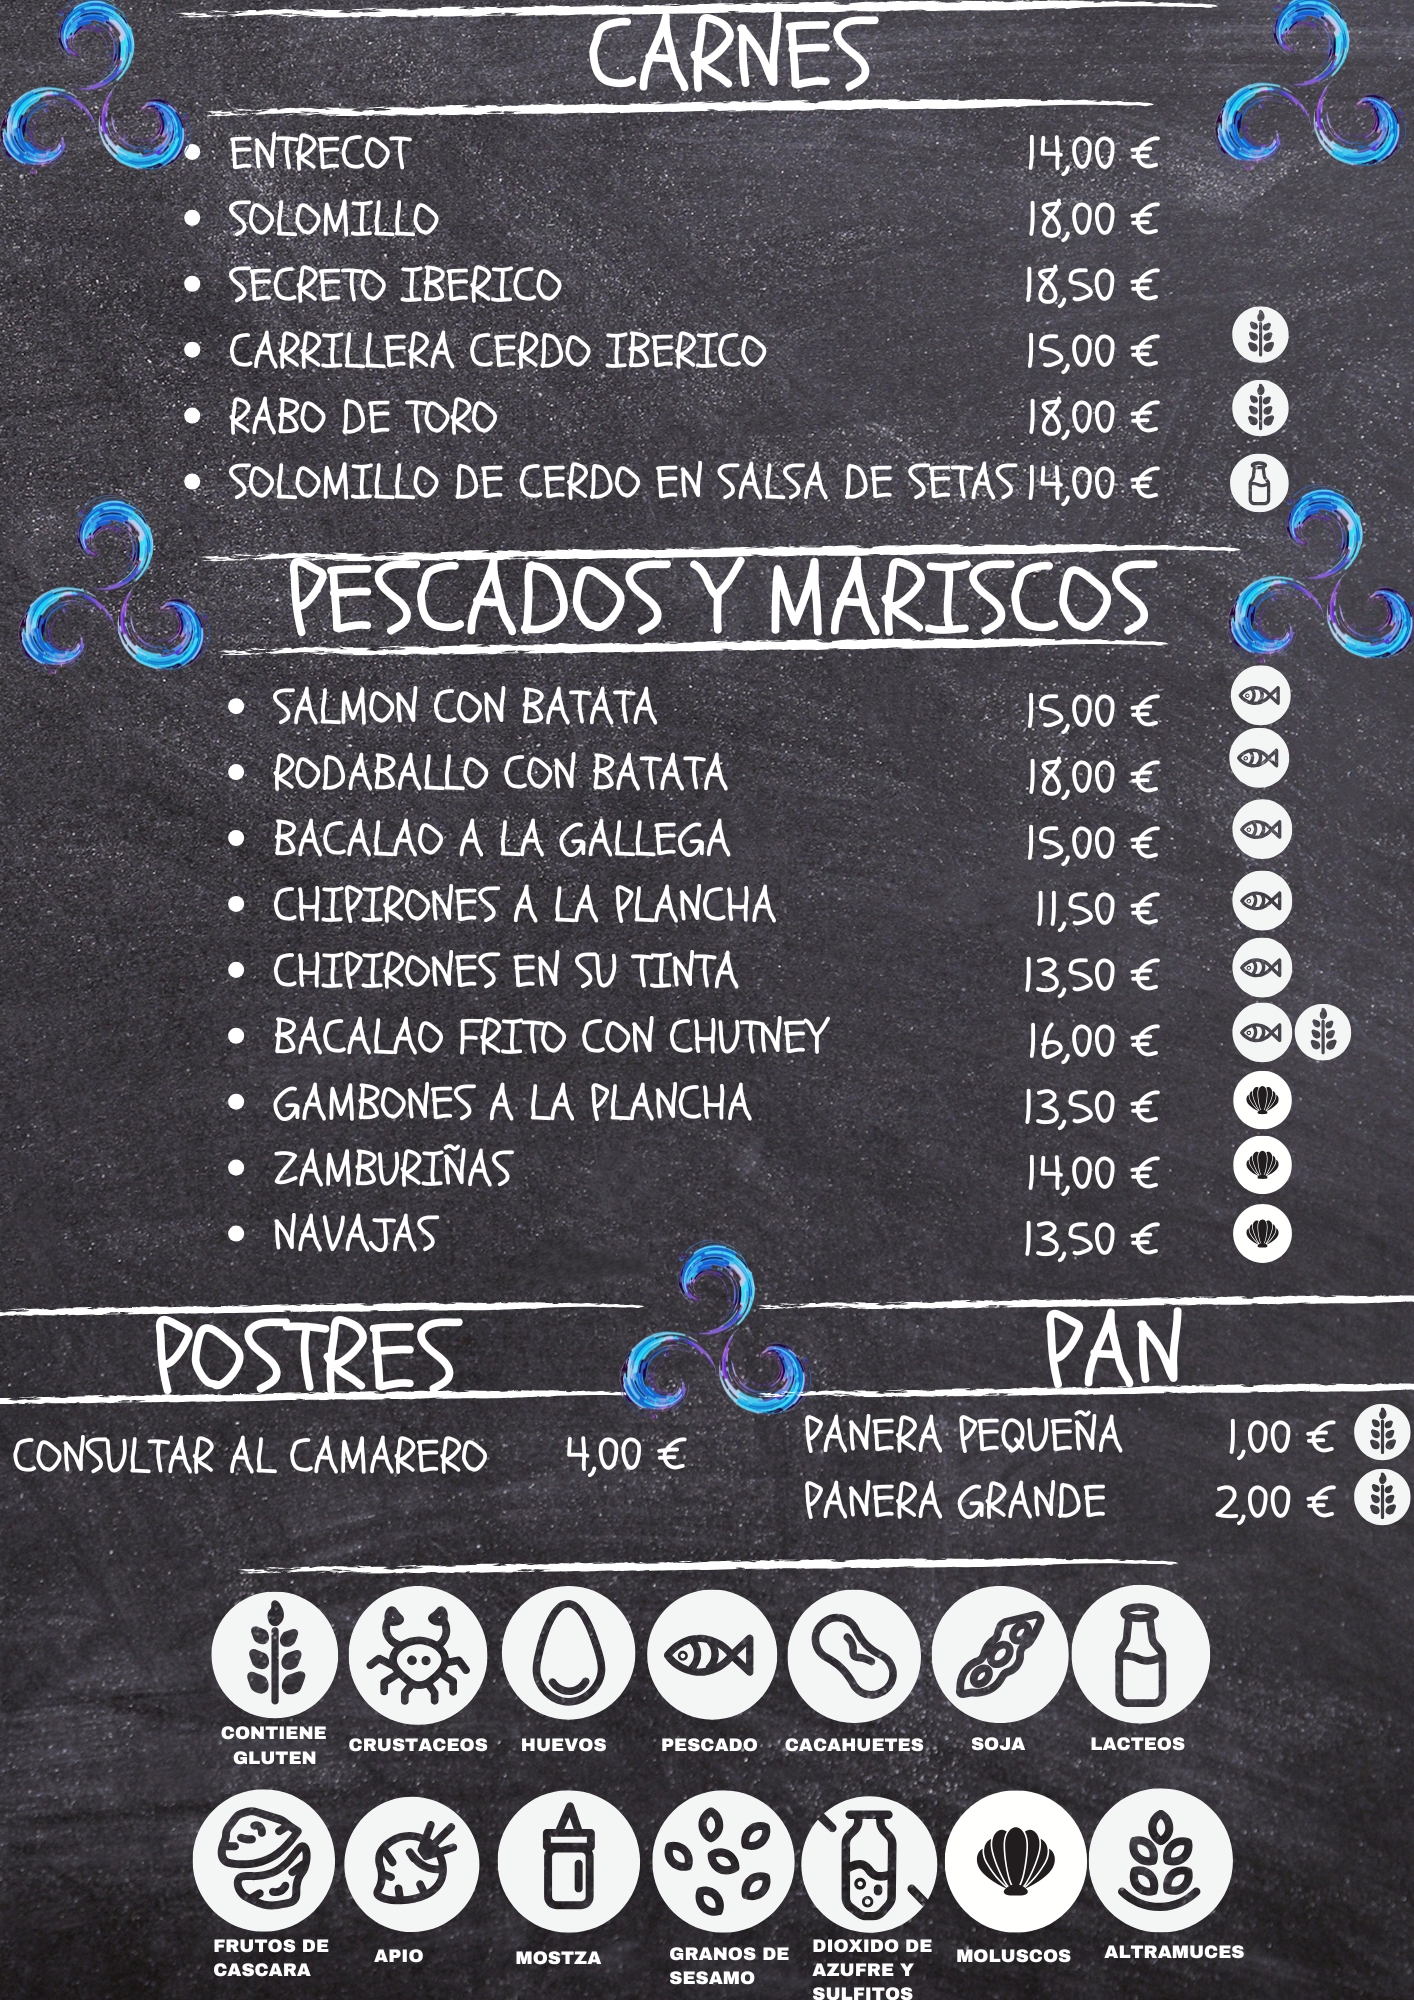 CARNES
ENTRECOT 14,00 €
SOLOMILLO 18,00 €
SECRETO IBERICO 18,50 €
CARRILLERA CERDO IBERICO 15,00 €
RABO DE TORO 18,00 €
SOLOMILLO DE CERDO EN SALSA DE SETAS 14,00 €
PESCADOS Y MARISCOS
SALMON CON BATATA 15,00 €
RODABALLO CON BATATA 18,00 €
BACALAO A LA GALLEGA 15,00 €
CHIPIRONES A LA PLANCHA 11,50 €
CHIPIRONES EN SU TINTA 13,50 €
BACALAO FRITO CON CHUTNEY 16,00 €
GAMBONES A LA PLANCHA 13,50 €
ZAMBURIÑAS 14,00 €
NAVAJAS 13,50 €
POSTRES
CONSULTAR AL CAMARERO 4,00 €
PAN
PANERA PEQUEÑA 1,00 €
PANERA GRANDE 2,00 €
CONTIENE
GLUTEN
CRUSTACEOS
HUEVOS
PESCADO
CACAHUETES
SOJA
LACTEOS
FRUTOS DE
CASCARA
APIO
MOSTZA
GRANOS DE
SESAMO
DIOXIDO DE
AZUFRE Y
SULFITOS
MOLUSCOS
ALTRAMUCES